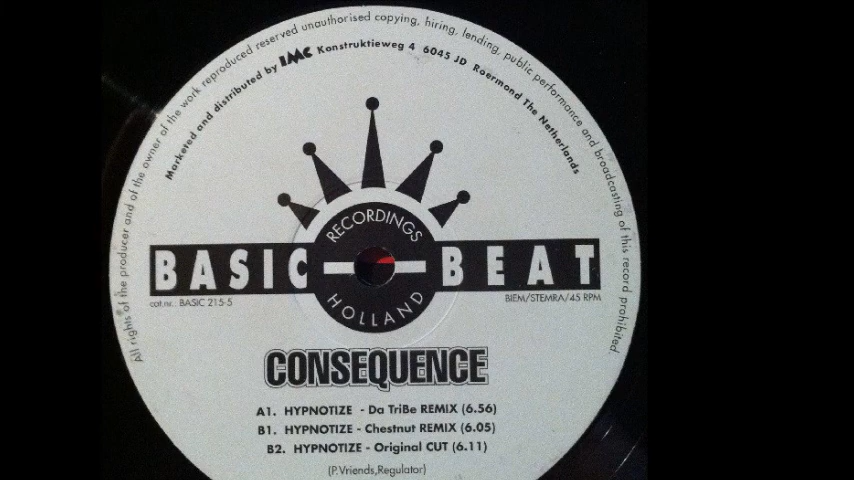 All rights of the producer and of the owner of the work reproduced reserved unauthorised copying, hiring, lending, public performance and broadcasting of this record prohibited
Marketed and distributed by IMC Konstruktieweg 4 6045 JD Roermond The Netherlands
RECORDINGS
BASIC BEAT
HOLLAND
cat.nr.: BASIC 215-5
BIEM/STEMRA/45 RPM
CONSEQUENCE
A1. HYPNOTIZE - Da TriBe REMIX (6.56)
B1. HYPNOTIZE - Chestnut REMIX (6.05)
B2. HYPNOTIZE - Original CUT (6.11)
(P.Vriends,Regulator)